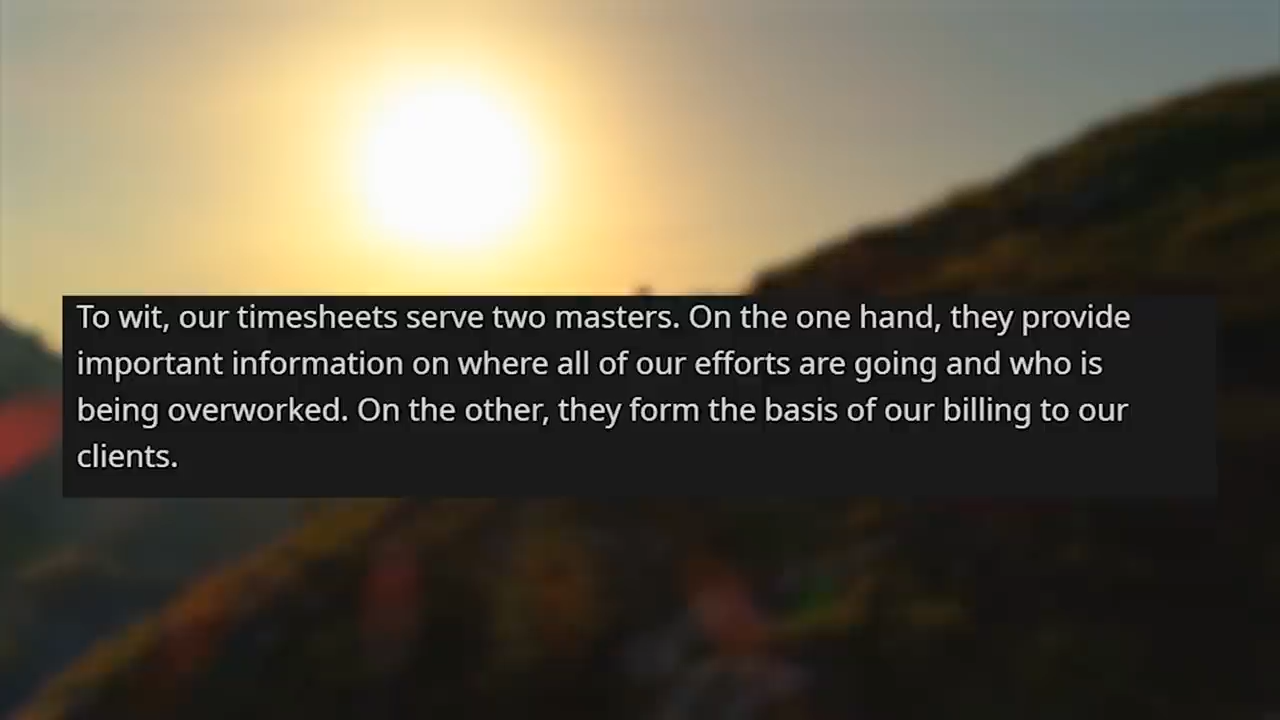 To wit, our timesheets serve two masters. On the one hand, they provide
important information on where all of our efforts are going and who is
being overworked. On the other, they form the basis of our billing to our
clients.